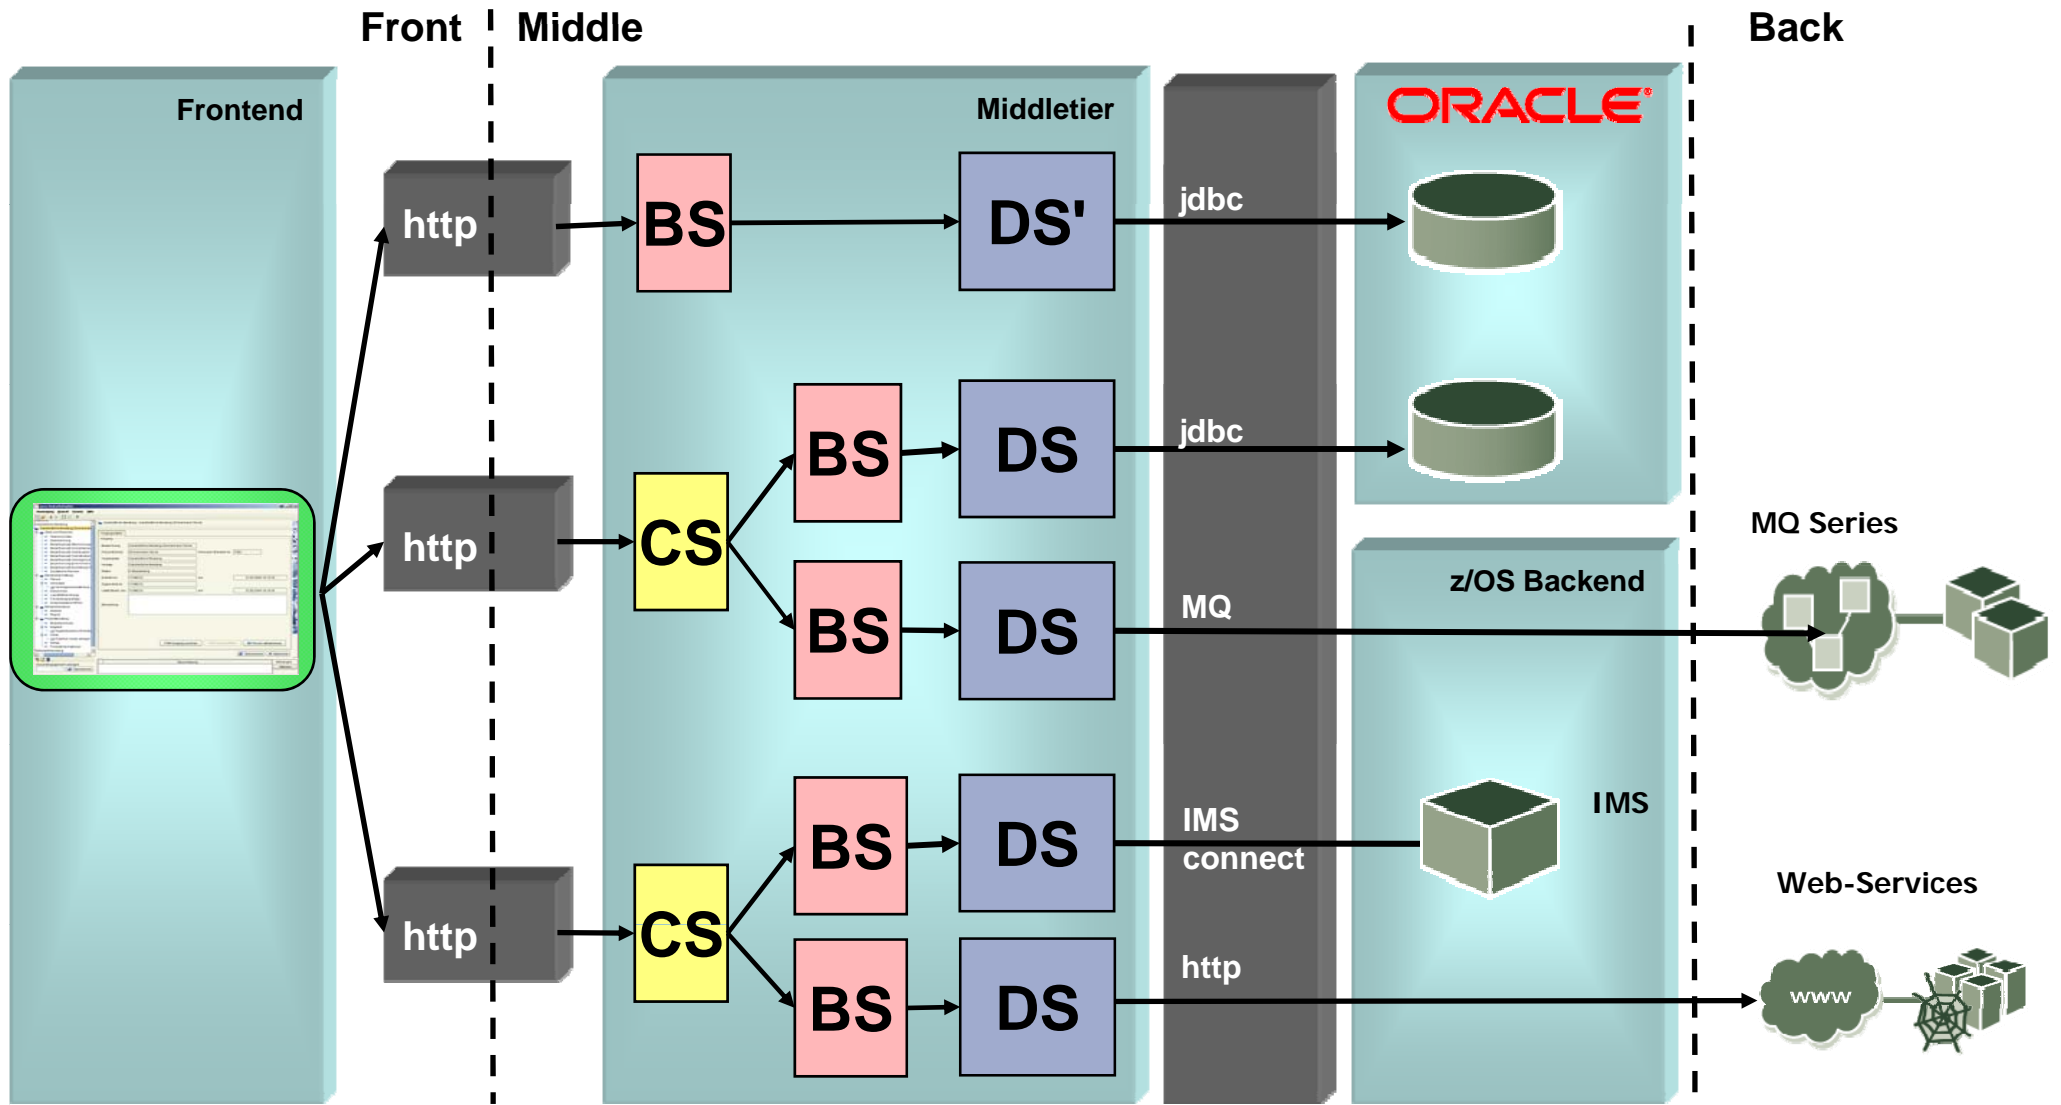 Front
Middle
Back
Frontend
Middletier
ORACLE®
http
BS
DS'
jdbc
http
CS
BS
DS
jdbc
BS
DS
MQ
z/OS Backend
MQ Series
http
CS
BS
DS
IMS
connect
IMS
BS
DS
http
Web-Services
www